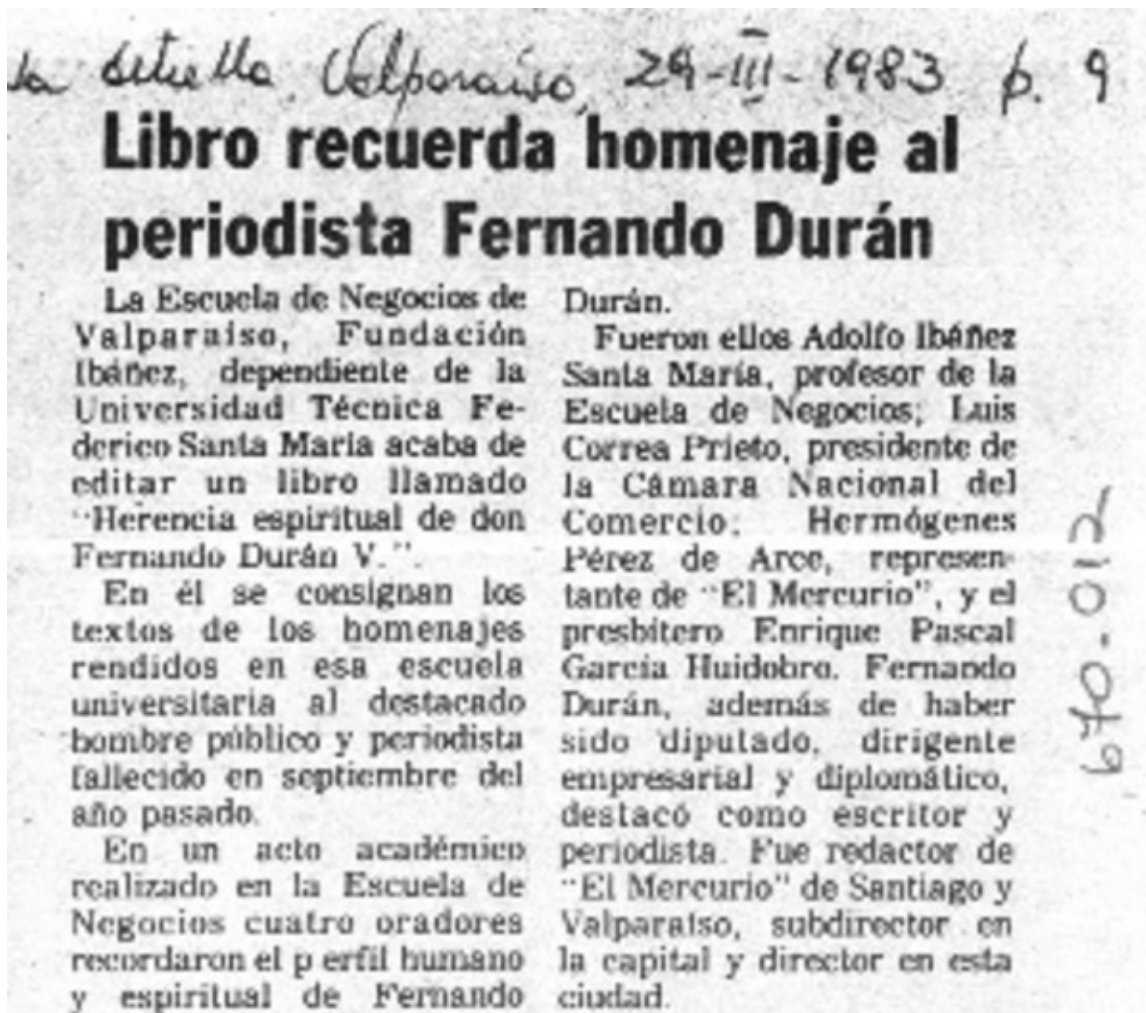 la estrella, Valparaíso, 29-III-1983 p. 9
Libro recuerda homenaje al
periodista Fernando Durán
La Escuela de Negocios de
Valparaíso, Fundación
Ibáñez, dependiente de la
Universidad Técnica Fe-
derico Santa María acaba de
editar un libro llamado
"Herencia espiritual de don
Fernando Durán V.".
En él se consignan los
textos de los homenajes
rendidos en esa escuela
universitaria al destacado
hombre público y periodista
fallecido en septiembre del
año pasado.
En un acto académico
realizado en la Escuela de
Negocios cuatro oradores
recordaron el p erfil humano
y espiritual de Fernando
Durán.
Fueron ellos Adolfo Ibáñez
Santa María, profesor de la
Escuela de Negocios; Luis
Correa Prieto, presidente de
la Cámara Nacional del
Comercio; Hermógenes
Pérez de Arce, represen-
tante de "El Mercurio", y el
presbítero Enrique Pascal
García Huidobro. Fernando
Durán, además de haber
sido diputado, dirigente
empresarial y diplomático,
destacó como escritor y
periodista. Fue redactor de
"El Mercurio" de Santiago y
Valparaíso, subdirector en
la capital y director en esta
ciudad.
670-012